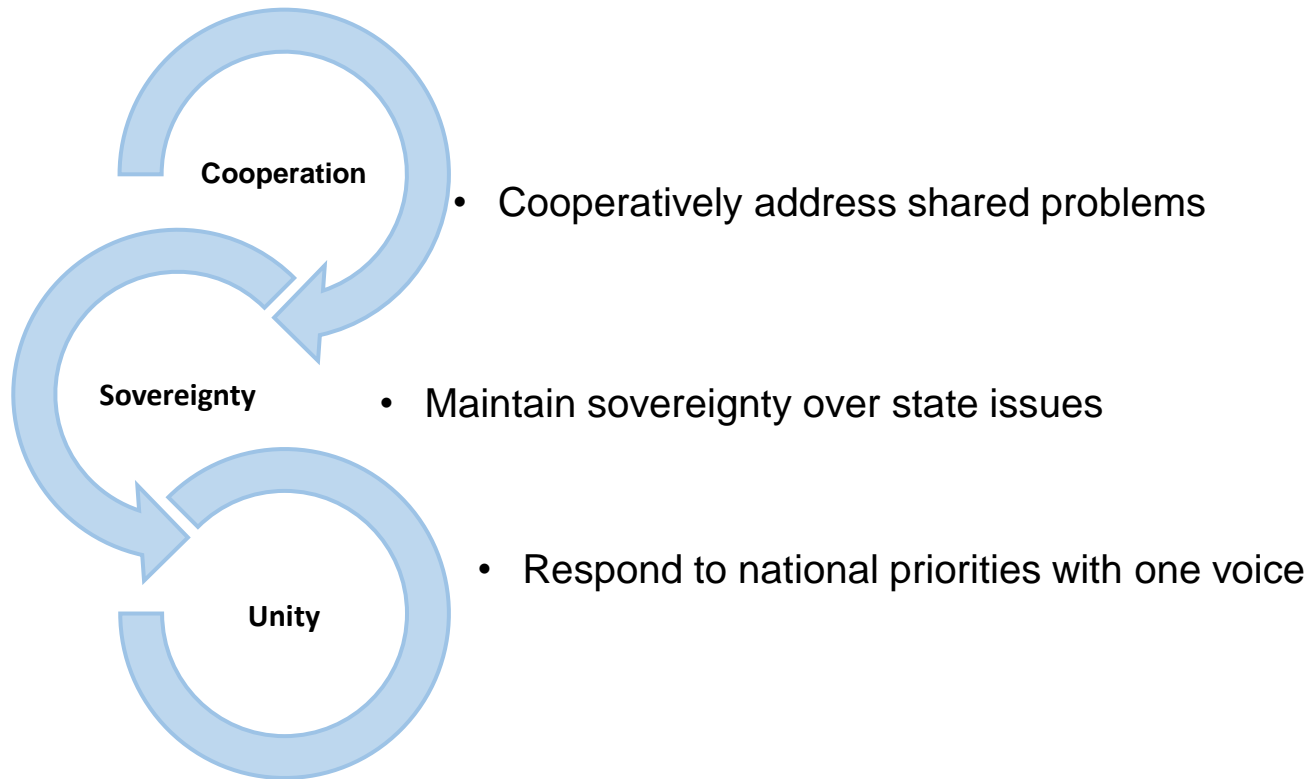 Cooperation
• Cooperatively address shared problems
Sovereignty
• Maintain sovereignty over state issues
• Respond to national priorities with one voice
Unity